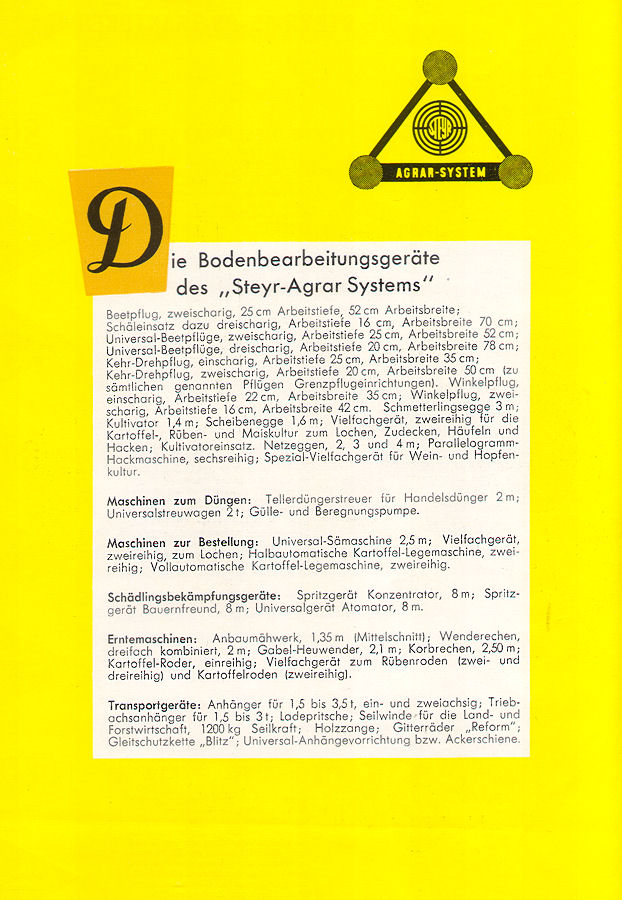 STEYR
AGRAR-SYSTEM
Die Bodenbearbeitungsgeräte
des „Steyr-Agrar Systems"
Beetpflug, zweischarig, 25 cm Arbeitstiefe, 52 cm Arbeitsbreite;
Schäleinsatz dazu dreischarig, Arbeitstiefe 16 cm, Arbeitsbreite 70 cm;
Universal-Beetpflüge, zweischarig, Arbeitstiefe 25 cm, Arbeitsbreite 52 cm;
Universal-Beetpflüge, dreischarig, Arbeitstiefe 20 cm, Arbeitsbreite 78 cm;
Kehr-Drehpflug, einscharig, Arbeitstiefe 25 cm, Arbeitsbreite 35 cm;
Kehr-Drehpflug, zweischarig, Arbeitstiefe 20 cm, Arbeitsbreite 50 cm (zu
sämtlichen genannten Pflügen Grenzpflugeinrichtungen). Winkelpflug,
einscharig, Arbeitstiefe 22 cm, Arbeitsbreite 35 cm; Winkelpflug, zwei-
scharig, Arbeitstiefe 16 cm, Arbeitsbreite 42 cm. Schmetterlingsegge 3 m;
Kultivator 1,4 m; Scheibenegge 1,6 m; Vielfachgerät, zweireihig für die
Kartoffel-, Rüben- und Maiskultur zum Lochen, Zudecken, Häufeln und
Hacken; Kultivatoreinsatz. Netzeggen, 2, 3 und 4 m; Parallelogramm-
Hackmaschine, sechsreihig; Spezial-Vielfachgerät für Wein- und Hopfen-
kultur.
Maschinen zum Düngen: Tellerdüngerstreuer für Handelsdünger 2 m;
Universalstreuwagen 2 t; Gülle- und Beregnungspumpe.
Maschinen zur Bestellung: Universal-Sämaschine 2,5 m; Vielfachgerät,
zweireihig, zum Lochen; Halbautomatische Kartoffel-Legemaschine, zwei-
reihig; Vollautomatische Kartoffel-Legemaschine, zweireihig.
Schädlingsbekämpfungsgeräte: Spritzgerät Konzentrator, 8 m; Spritz-
gerät Bauernfreund, 8 m; Universalgerät Atomator, 8 m.
Erntemaschinen: Anbaumähwerk, 1,35 m (Mittelschnitt); Wenderechen,
dreifach kombiniert, 2 m; Gabel-Heuwender, 2,1 m; Korbrechen, 2,50 m;
Kartoffel-Roder, einreihig; Vielfachgerät zum Rübenroden (zwei- und
dreireihig) und Kartoffelroden (zweireihig).
Transportgeräte: Anhänger für 1,5 bis 3,5 t, ein- und zweiachsig; Trieb-
achsanhänger für 1,5 bis 3 t; Ladepritsche; Seilwinde für die Land- und
Forstwirtschaft, 1200 kg Seilkraft; Holzzange; Gitterräder „Reform";
Gleitschutzkette „Blitz"; Universal-Anhängevorrichtung bzw. Ackerschiene.